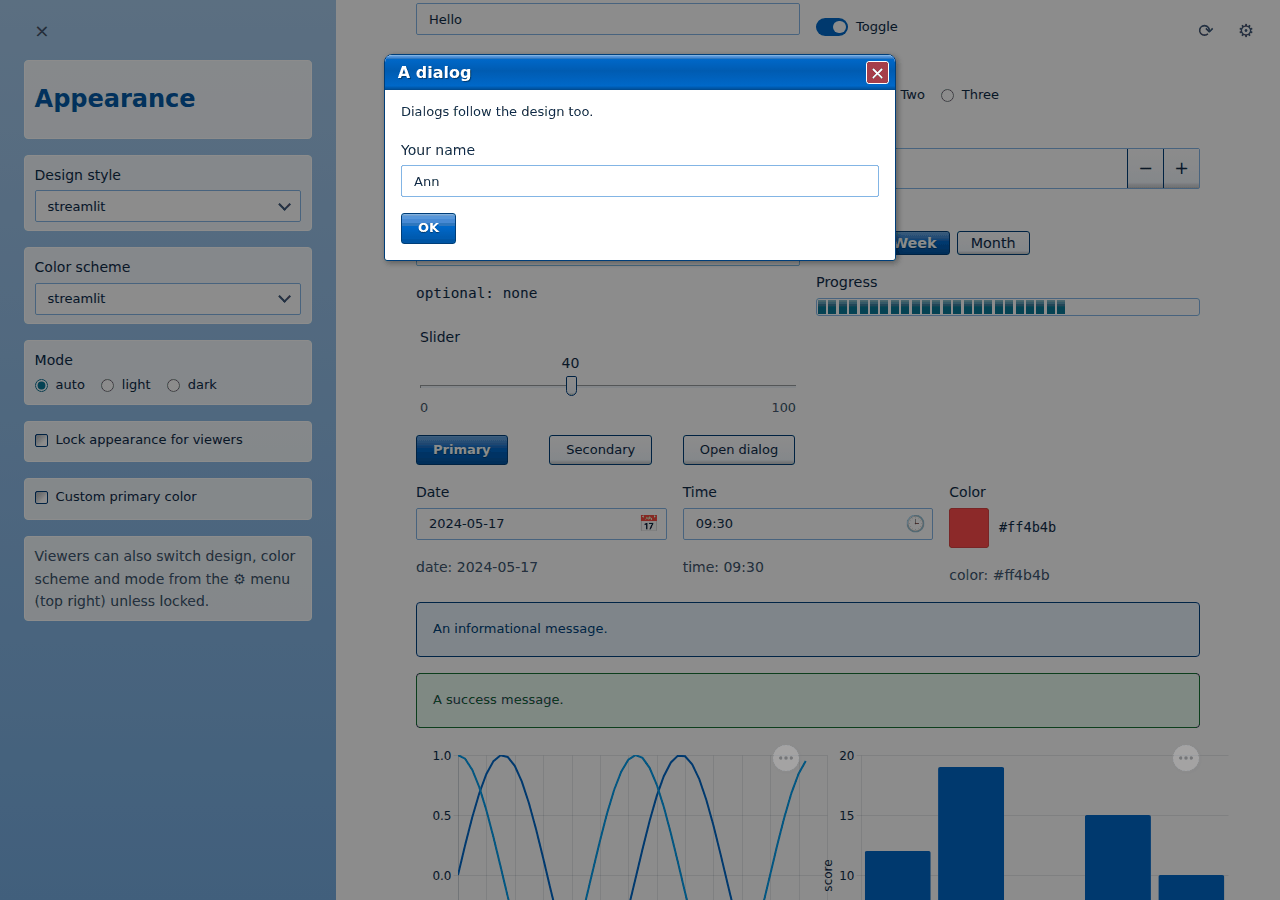 Appearance
Design style
streamlit
Color scheme
streamlit
Mode
auto
light
dark
Lock appearance for viewers
Custom primary color
Viewers can also switch design, color
scheme and mode from the ⚙ menu
(top right) unless locked.
Hello
Toggle
A dialog
Dialogs follow the design too.
Your name
Ann
OK
Two
Three
Week
Month
optional: none
Progress
Slider
40
0
100
Primary
Secondary
Open dialog
Date
Time
Color
2024-05-17
09:30
#ff4b4b
date: 2024-05-17
time: 09:30
color: #ff4b4b
An informational message.
A success message.
1.0
0.5
0.0
20
15
10
score